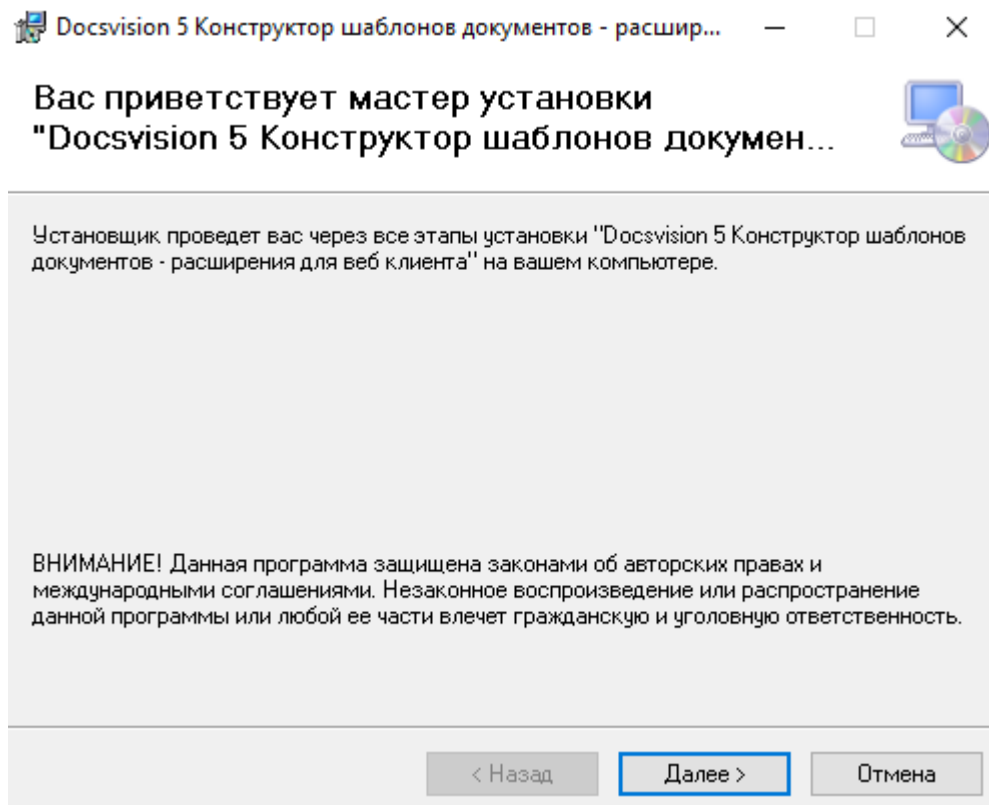 Docsvision 5 Конструктор шаблонов документов - расшир...
Вас приветствует мастер установки
"Docsvision 5 Конструктор шаблонов докумен...
Установщик проведет вас через все этапы установки "Docsvision 5 Конструктор шаблонов
документов - расширения для веб клиента" на вашем компьютере.
ВНИМАНИЕ! Данная программа защищена законами об авторских правах и
международными соглашениями. Незаконное воспроизведение или распространение
данной программы или любой ее части влечет гражданскую и уголовную ответственность.
< Назад
Далее >
Отмена